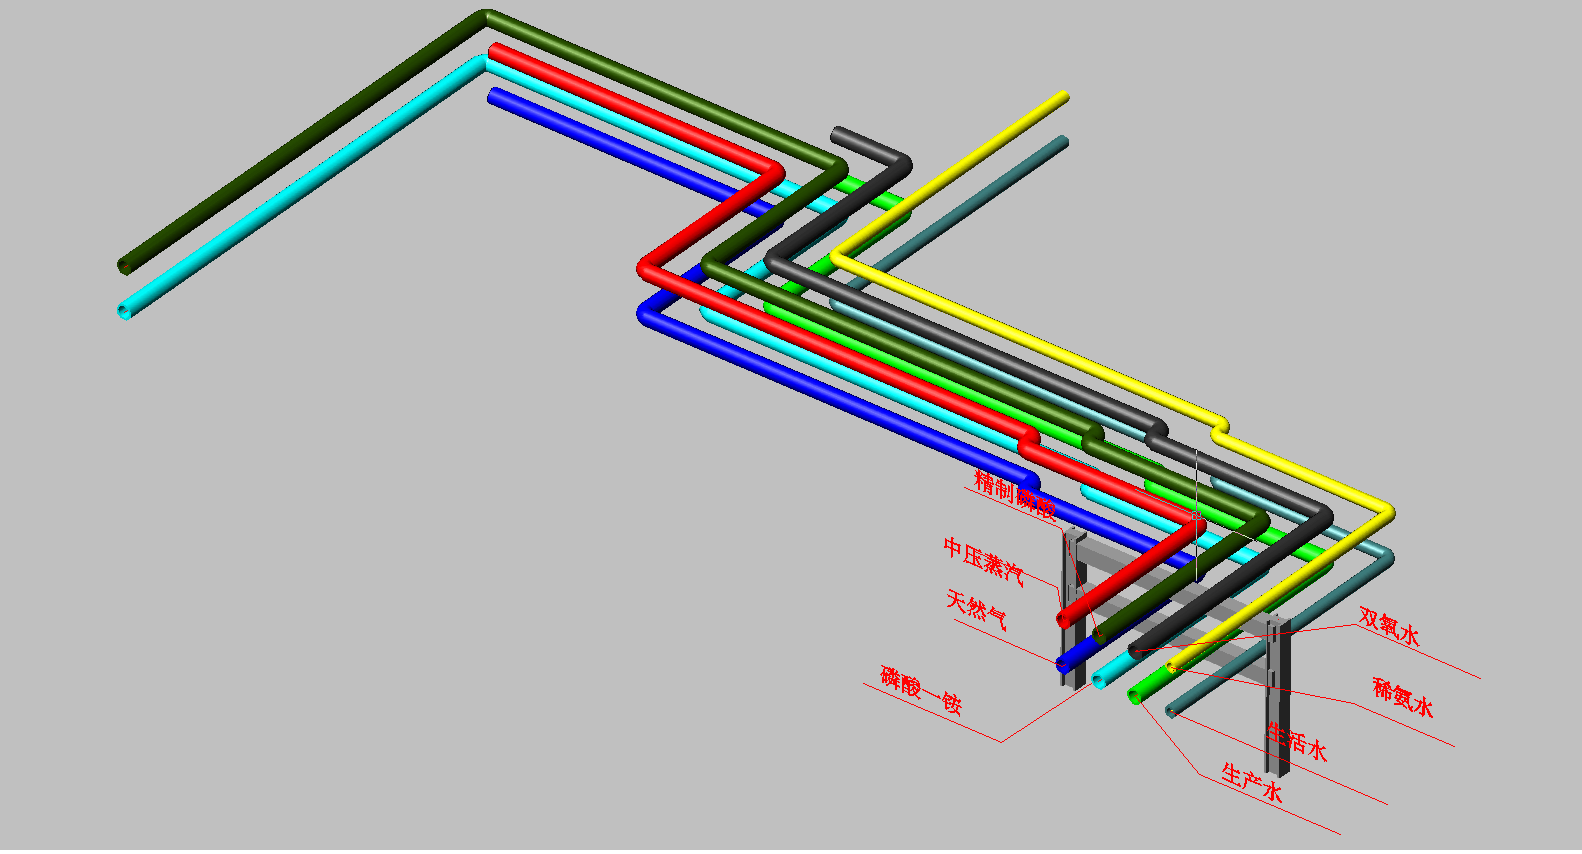 精制磷酸
中压蒸汽
天然气
磷酸一铵
双氧水
稀氨水
生活水
生产水